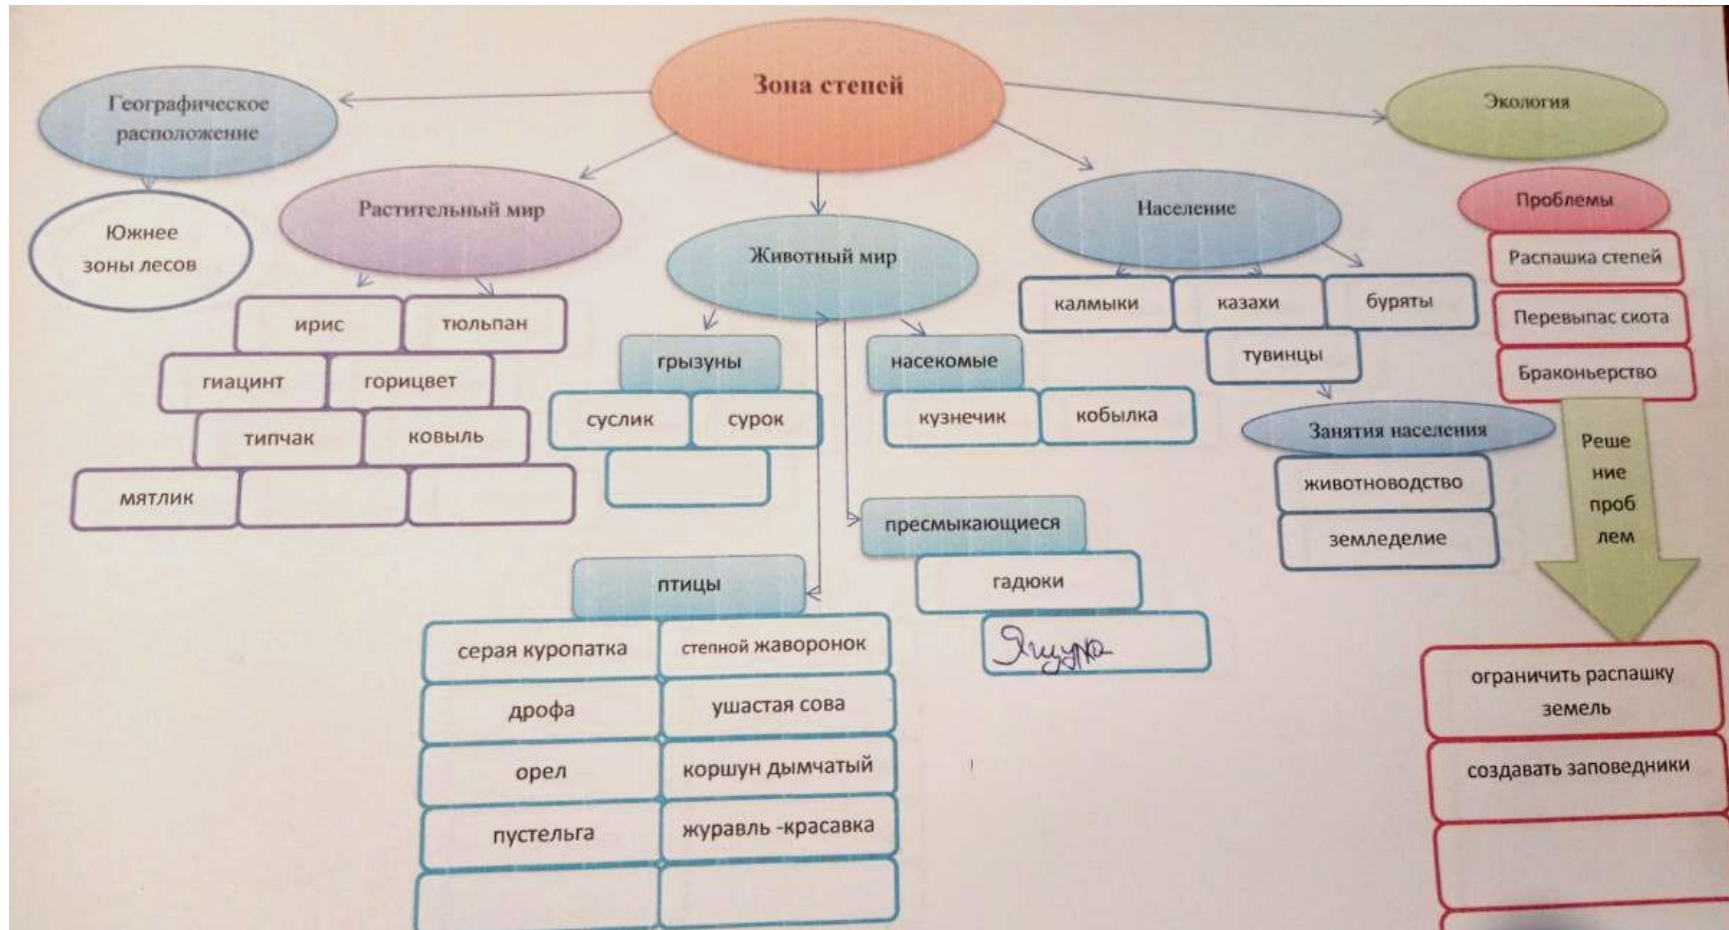 Зона степей
Географическое
расположение
Южнее
зоны лесов
Растительный мир
ирис
тюльпан
гиацинт
горицвет
типчак
ковыль
мятлик
Животный мир
грызуны
суслик
сурок
насекомые
кузнечик
кобылка
пресмыкающиеся
гадюки
птицы
серая куропатка
степной жаворонок
дрофа
ушастая сова
орел
коршун дымчатый
пустельга
журавль -красавка
Население
калмыки
казахи
буряты
тувинцы
Занятия населения
животноводство
земледелие
Экология
Проблемы
Распашка степей
Перевыпас скота
Браконьерство
Реше
ние
проб
лем
ограничить распашку
земель
создавать заповедники